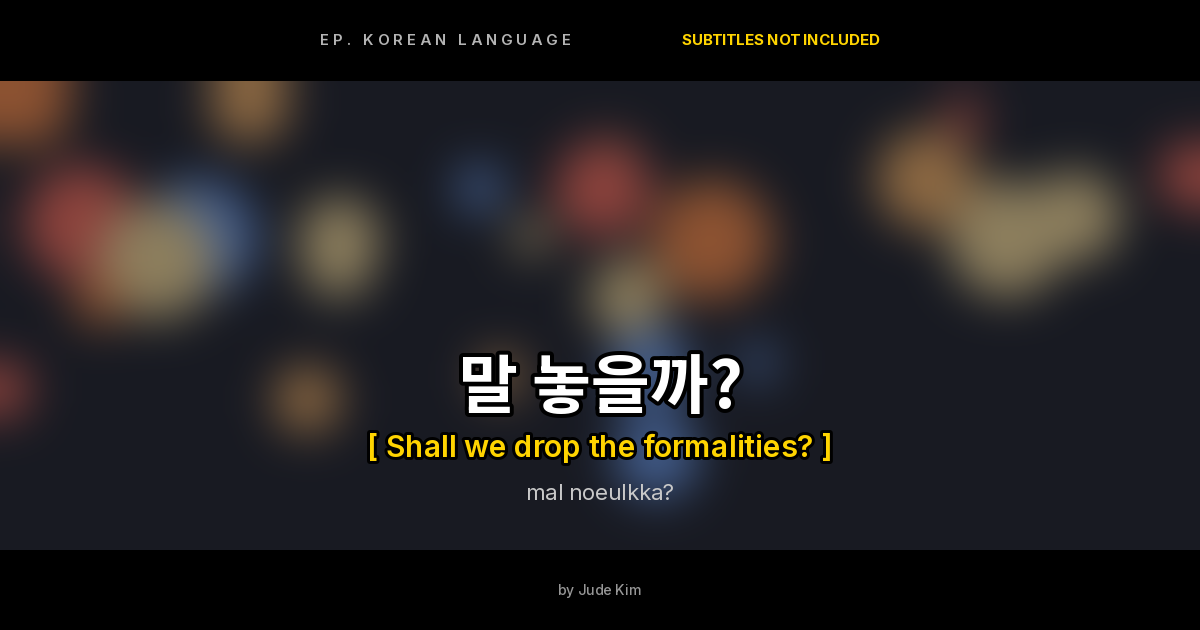 EP. KOREAN LANGUAGE
SUBTITLES NOT INCLUDED
말 놓을까?
[ Shall we drop the formalities? ]
mal noeulkka?
by Jude Kim